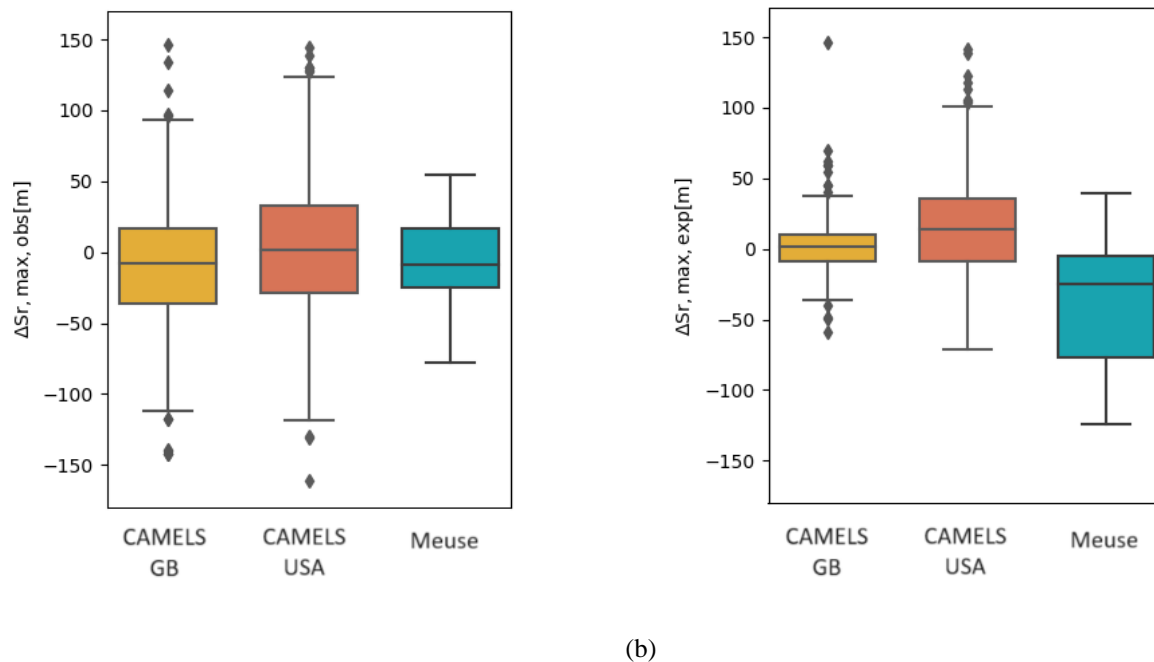 150
100
50
0
−50
−100
−150
ΔSr, max, obs[m]
CAMELS
GB
CAMELS
USA
Meuse
150
100
50
0
−50
−100
−150
ΔSr, max, exp[m]
CAMELS
GB
CAMELS
USA
Meuse
(b)